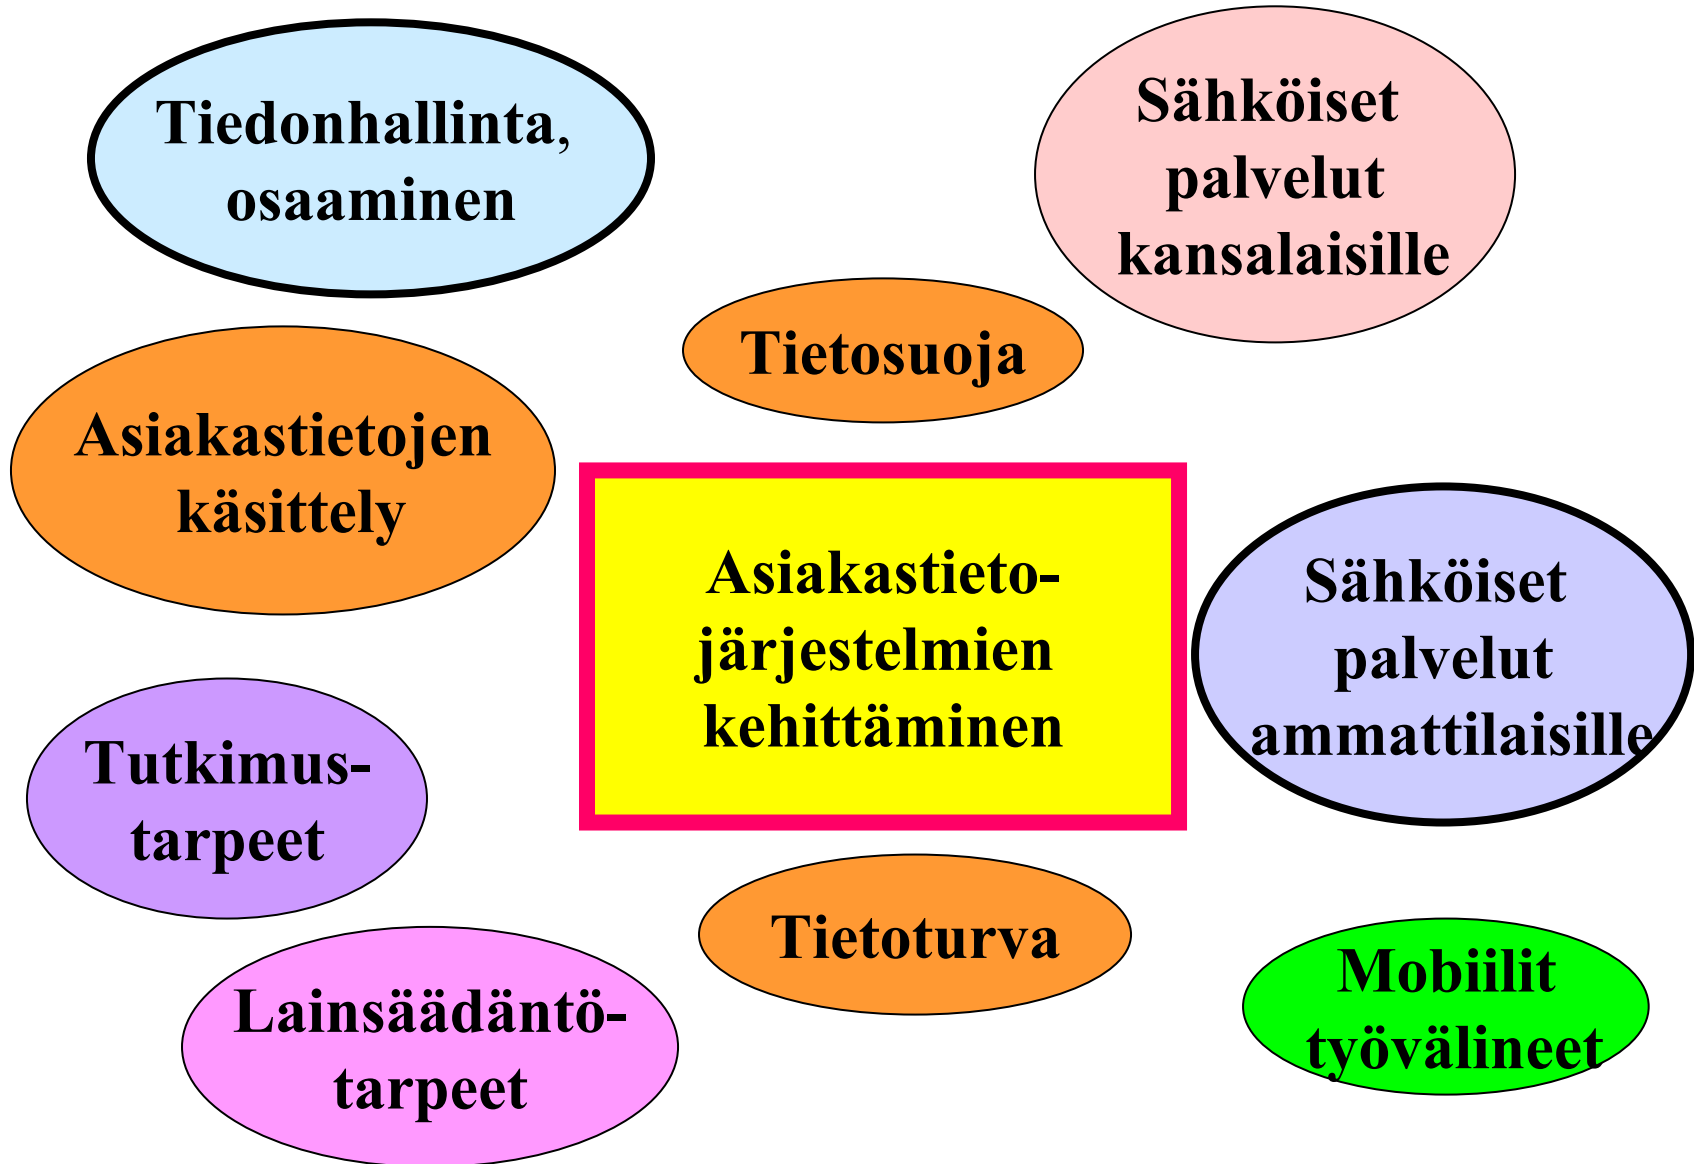 Tiedonhallinta,
osaaminen
Sähköiset
palvelut
kansalaisille
Tietosuoja
Asiakastietojen
käsittely
Asiakastieto-
järjestelmien
kehittäminen
Sähköiset
palvelut
ammattilaisille
Tutkimus-
tarpeet
Tietoturva
Lainsäädäntö-
tarpeet
Mobiilit
työvälineet